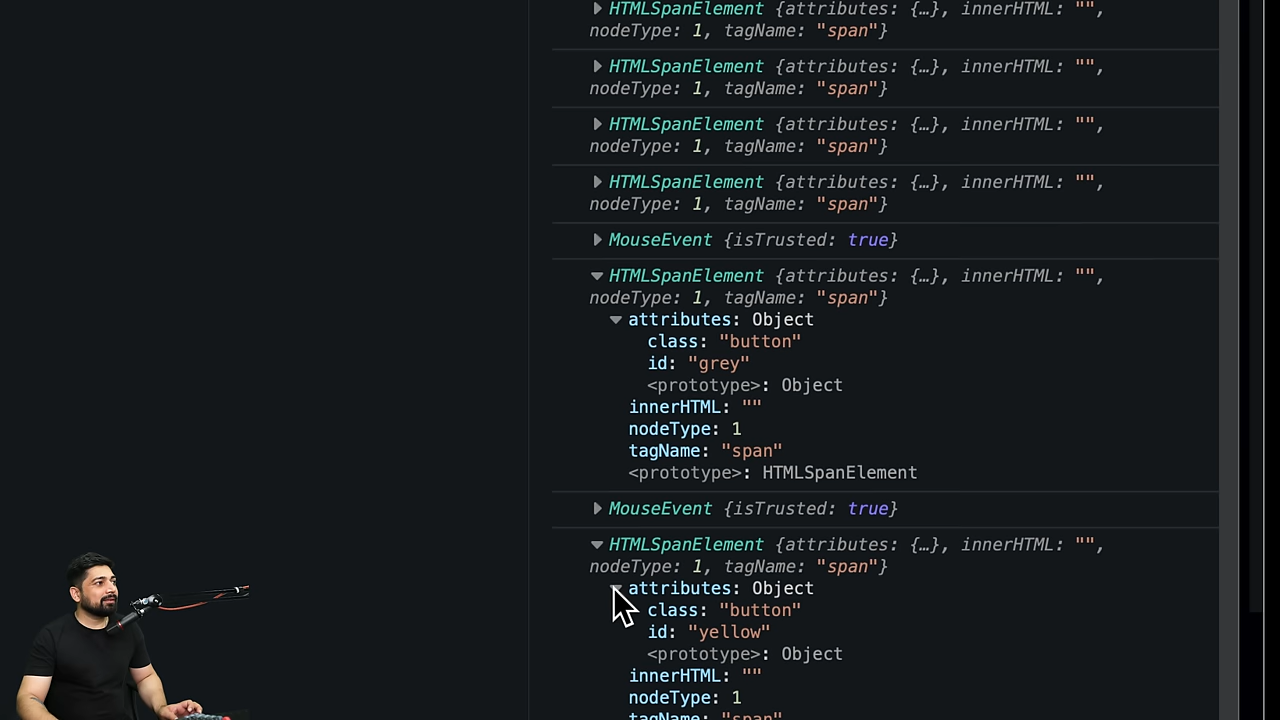 HTMLSpanElement {attributes: {…}, innerHTML: "",
nodeType: 1, tagName: "span"}
HTMLSpanElement {attributes: {…}, innerHTML: "",
nodeType: 1, tagName: "span"}
HTMLSpanElement {attributes: {…}, innerHTML: "",
nodeType: 1, tagName: "span"}
HTMLSpanElement {attributes: {…}, innerHTML: "",
nodeType: 1, tagName: "span"}
MouseEvent {isTrusted: true}
HTMLSpanElement {attributes: {…}, innerHTML: "",
nodeType: 1, tagName: "span"}
attributes: Object
class: "button"
id: "grey"
<prototype>: Object
innerHTML: ""
nodeType: 1
tagName: "span"
<prototype>: HTMLSpanElement
MouseEvent {isTrusted: true}
HTMLSpanElement {attributes: {…}, innerHTML: "",
nodeType: 1, tagName: "span"}
attributes: Object
class: "button"
id: "yellow"
<prototype>: Object
innerHTML: ""
nodeType: 1
tagName: "span"